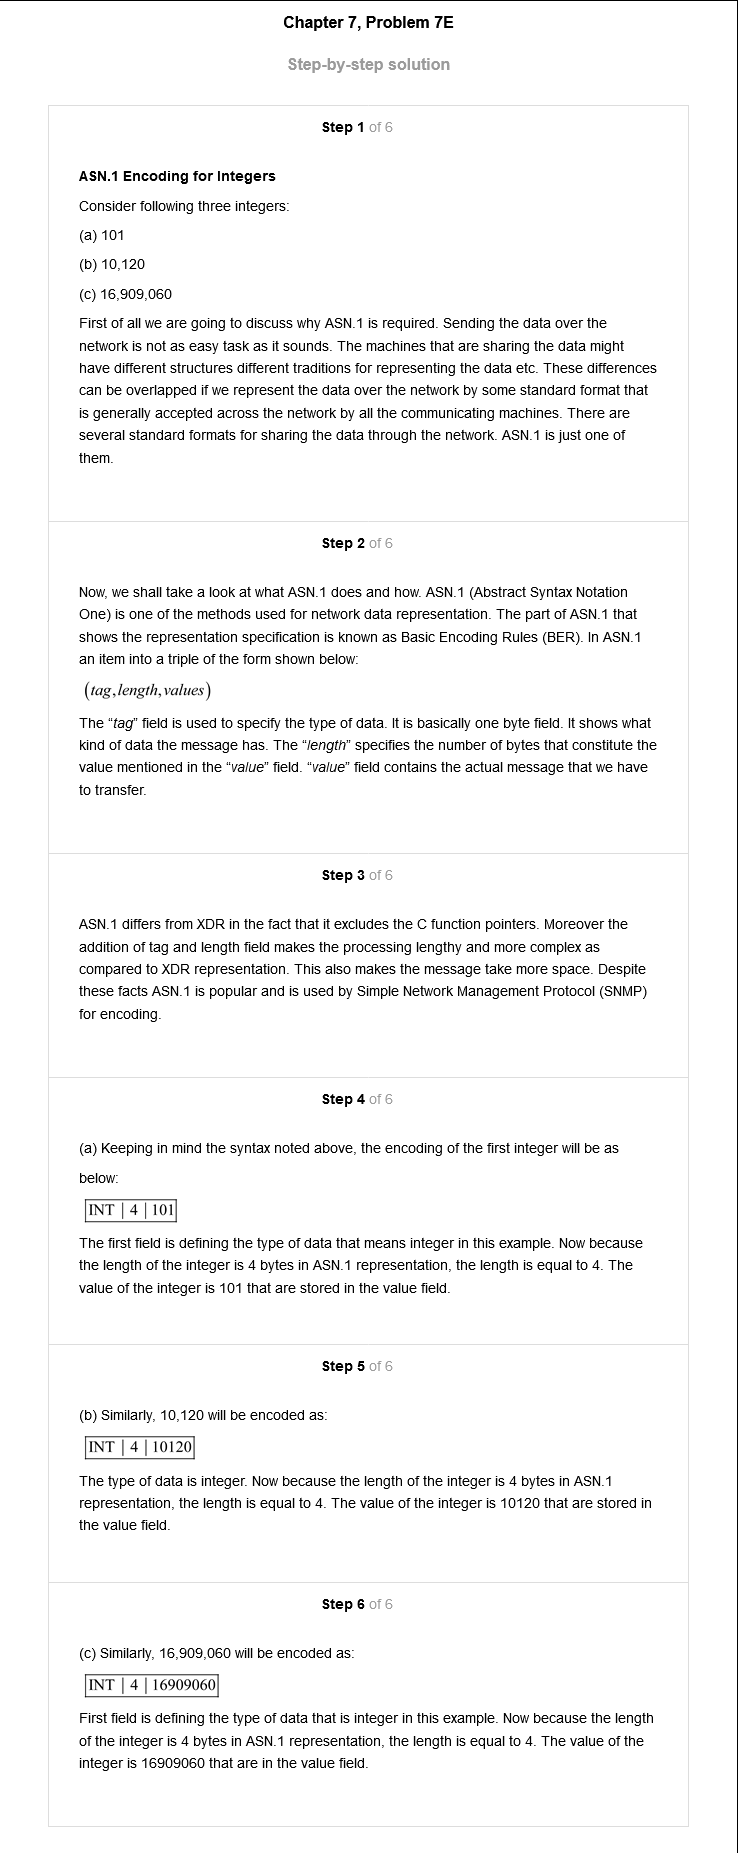 Chapter 7, Problem 7E
Step-by-step solution
Step 1 of 6
ASN.1 Encoding for Integers
Consider following three integers:
(a) 101
(b) 10,120
(c) 16,909,060
First of all we are going to discuss why ASN.1 is required. Sending the data over the
network is not as easy task as it sounds. The machines that are sharing the data might
have different structures different traditions for representing the data etc. These differences
can be overlapped if we represent the data over the network by some standard format that
is generally accepted across the network by all the communicating machines. There are
several standard formats for sharing the data through the network. ASN.1 is just one of
them.
Step 2 of 6
Now, we shall take a look at what ASN.1 does and how. ASN.1 (Abstract Syntax Notation
One) is one of the methods used for network data representation. The part of ASN.1 that
shows the representation specification is known as Basic Encoding Rules (BER). In ASN.1
an item into a triple of the form shown below:
(tag,length,values)
The “tag” field is used to specify the type of data. It is basically one byte field. It shows what
kind of data the message has. The “length” specifies the number of bytes that constitute the
value mentioned in the “value” field. “value” field contains the actual message that we have
to transfer.
Step 3 of 6
ASN.1 differs from XDR in the fact that it excludes the C function pointers. Moreover the
addition of tag and length field makes the processing lengthy and more complex as
compared to XDR representation. This also makes the message take more space. Despite
these facts ASN.1 is popular and is used by Simple Network Management Protocol (SNMP)
for encoding.
Step 4 of 6
(a) Keeping in mind the syntax noted above, the encoding of the first integer will be as
below:
INT | 4 | 101
The first field is defining the type of data that means integer in this example. Now because
the length of the integer is 4 bytes in ASN.1 representation, the length is equal to 4. The
value of the integer is 101 that are stored in the value field.
Step 5 of 6
(b) Similarly, 10,120 will be encoded as:
INT | 4 | 10120
The type of data is integer. Now because the length of the integer is 4 bytes in ASN.1
representation, the length is equal to 4. The value of the integer is 10120 that are stored in
the value field.
Step 6 of 6
(c) Similarly, 16,909,060 will be encoded as:
INT | 4 | 16909060
First field is defining the type of data that is integer in this example. Now because the length
of the integer is 4 bytes in ASN.1 representation, the length is equal to 4. The value of the
integer is 16909060 that are in the value field.